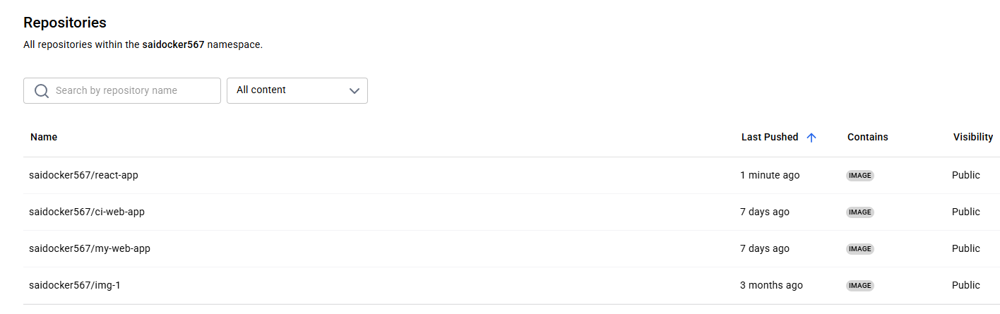 Repositories
All repositories within the saidocker567 namespace.
Search by repository name All content
Name Last Pushed Contains Visibility
saidocker567/react-app 1 minute ago IMAGE Public
saidocker567/ci-web-app 7 days ago IMAGE Public
saidocker567/my-web-app 7 days ago IMAGE Public
saidocker567/img-1 3 months ago IMAGE Public